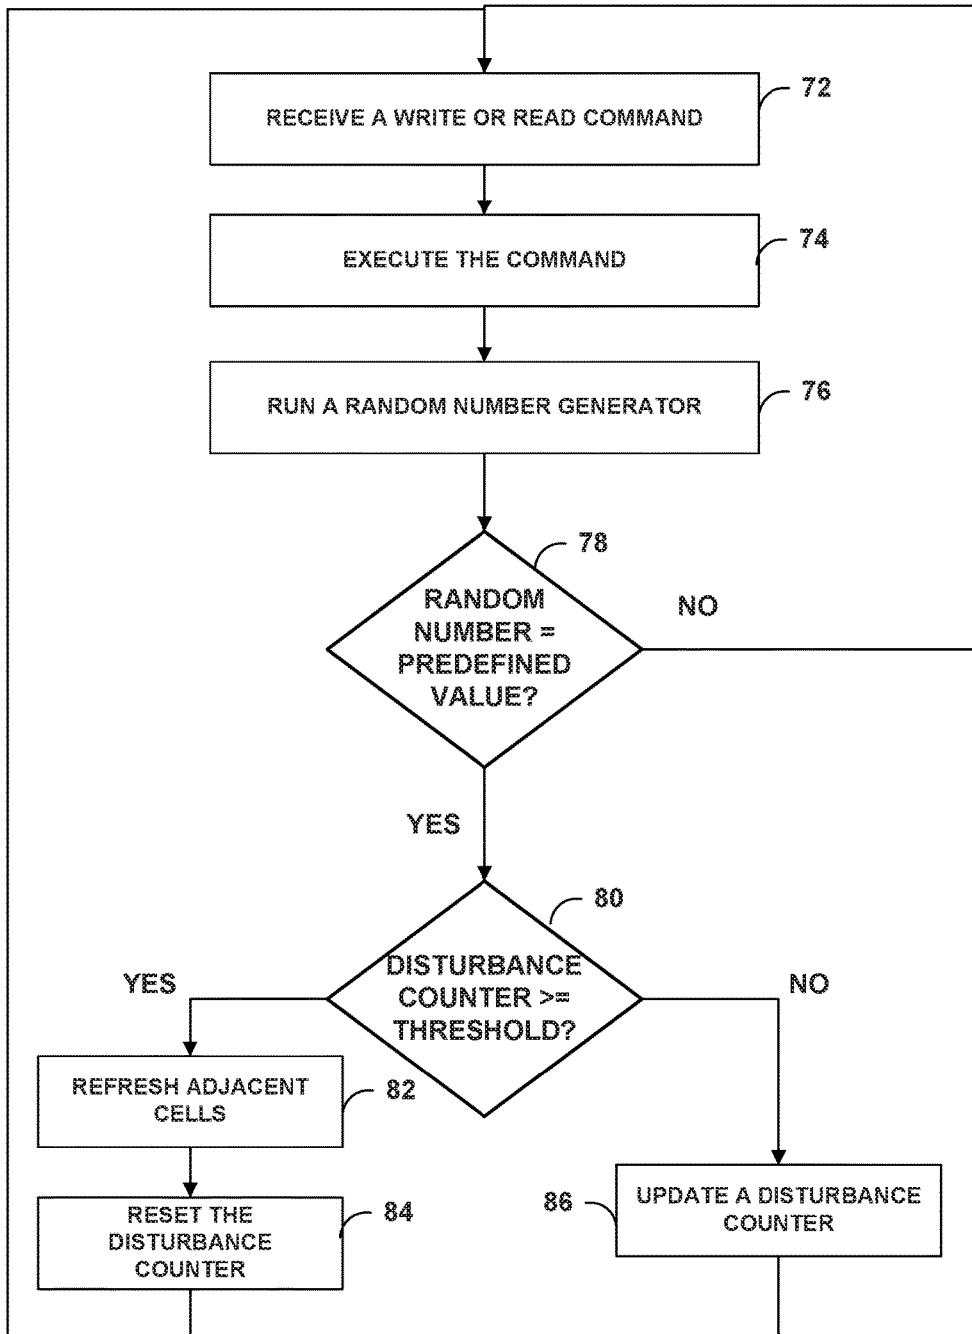 RECEIVE A WRITE OR READ COMMAND
72
EXECUTE THE COMMAND
74
RUN A RANDOM NUMBER GENERATOR
76
78
RANDOM
NUMBER =
PREDEFINED
VALUE?
NO
YES
80
DISTURBANCE
COUNTER >=
THRESHOLD?
YES
NO
REFRESH ADJACENT
CELLS
82
RESET THE
DISTURBANCE
COUNTER
84
86
UPDATE A DISTURBANCE
COUNTER